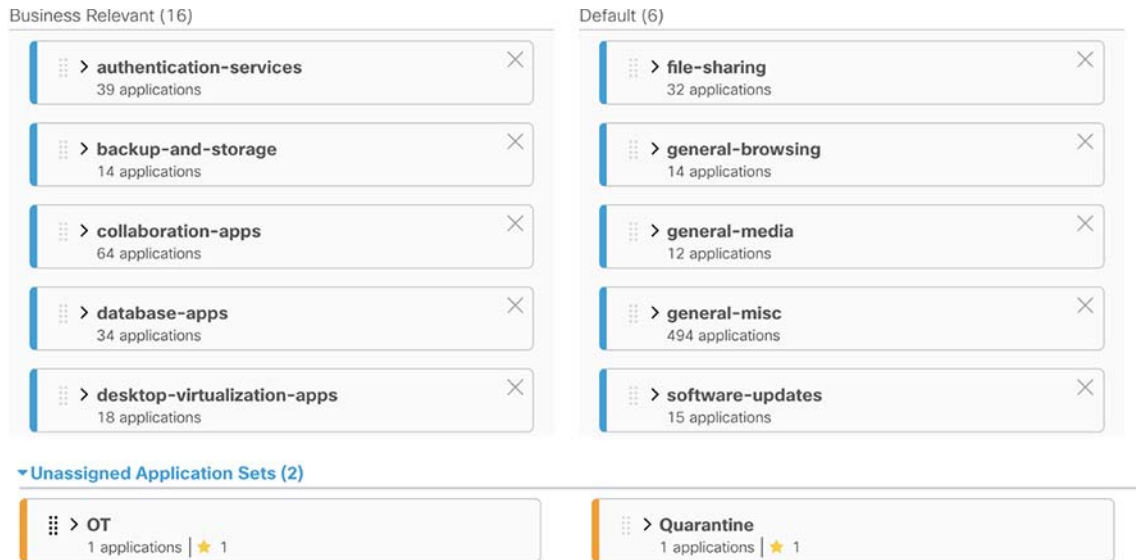 Business Relevant (16)
authentication-services
39 applications
backup-and-storage
14 applications
collaboration-apps
64 applications
database-apps
34 applications
desktop-virtualization-apps
18 applications
Default (6)
file-sharing
32 applications
general-browsing
14 applications
general-media
12 applications
general-misc
494 applications
software-updates
15 applications
Unassigned Application Sets (2)
OT
1 applications | ★ 1
Quarantine
1 applications | ★ 1